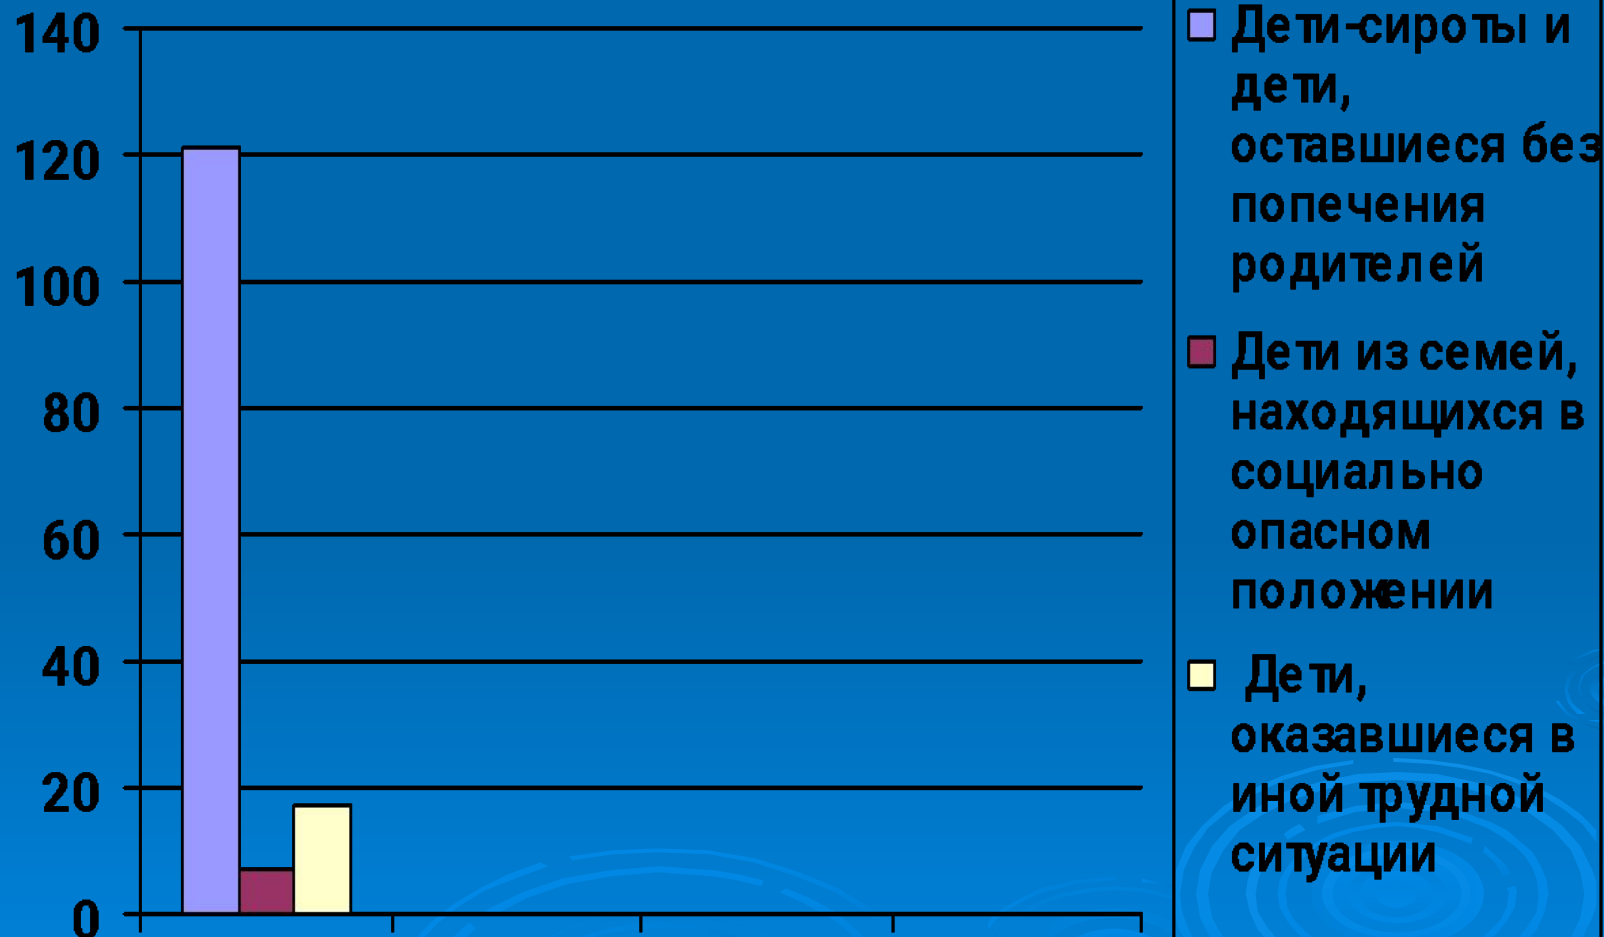 140
120
100
80
60
40
20
0
Дети-сироты и
дети,
оставшиеся без
попечения
родителей
Дети из семей,
находящихся в
социально
опасном
положении
Дети,
оказавшиеся в
иной трудной
ситуации